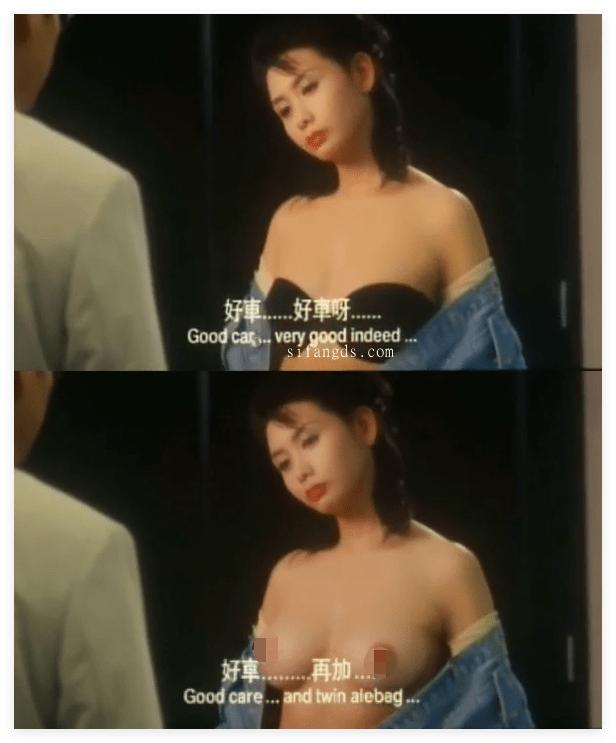 好車......好車呀......
Good car ... very good indeed ...
sifangds.com
好車.........再加 ....
Good care ... and twin alebag ...